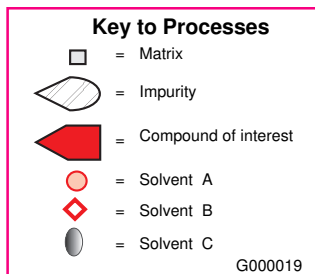 Key to Processes
= Matrix
= Impurity
= Compound of interest
= Solvent A
= Solvent B
= Solvent C
G000019